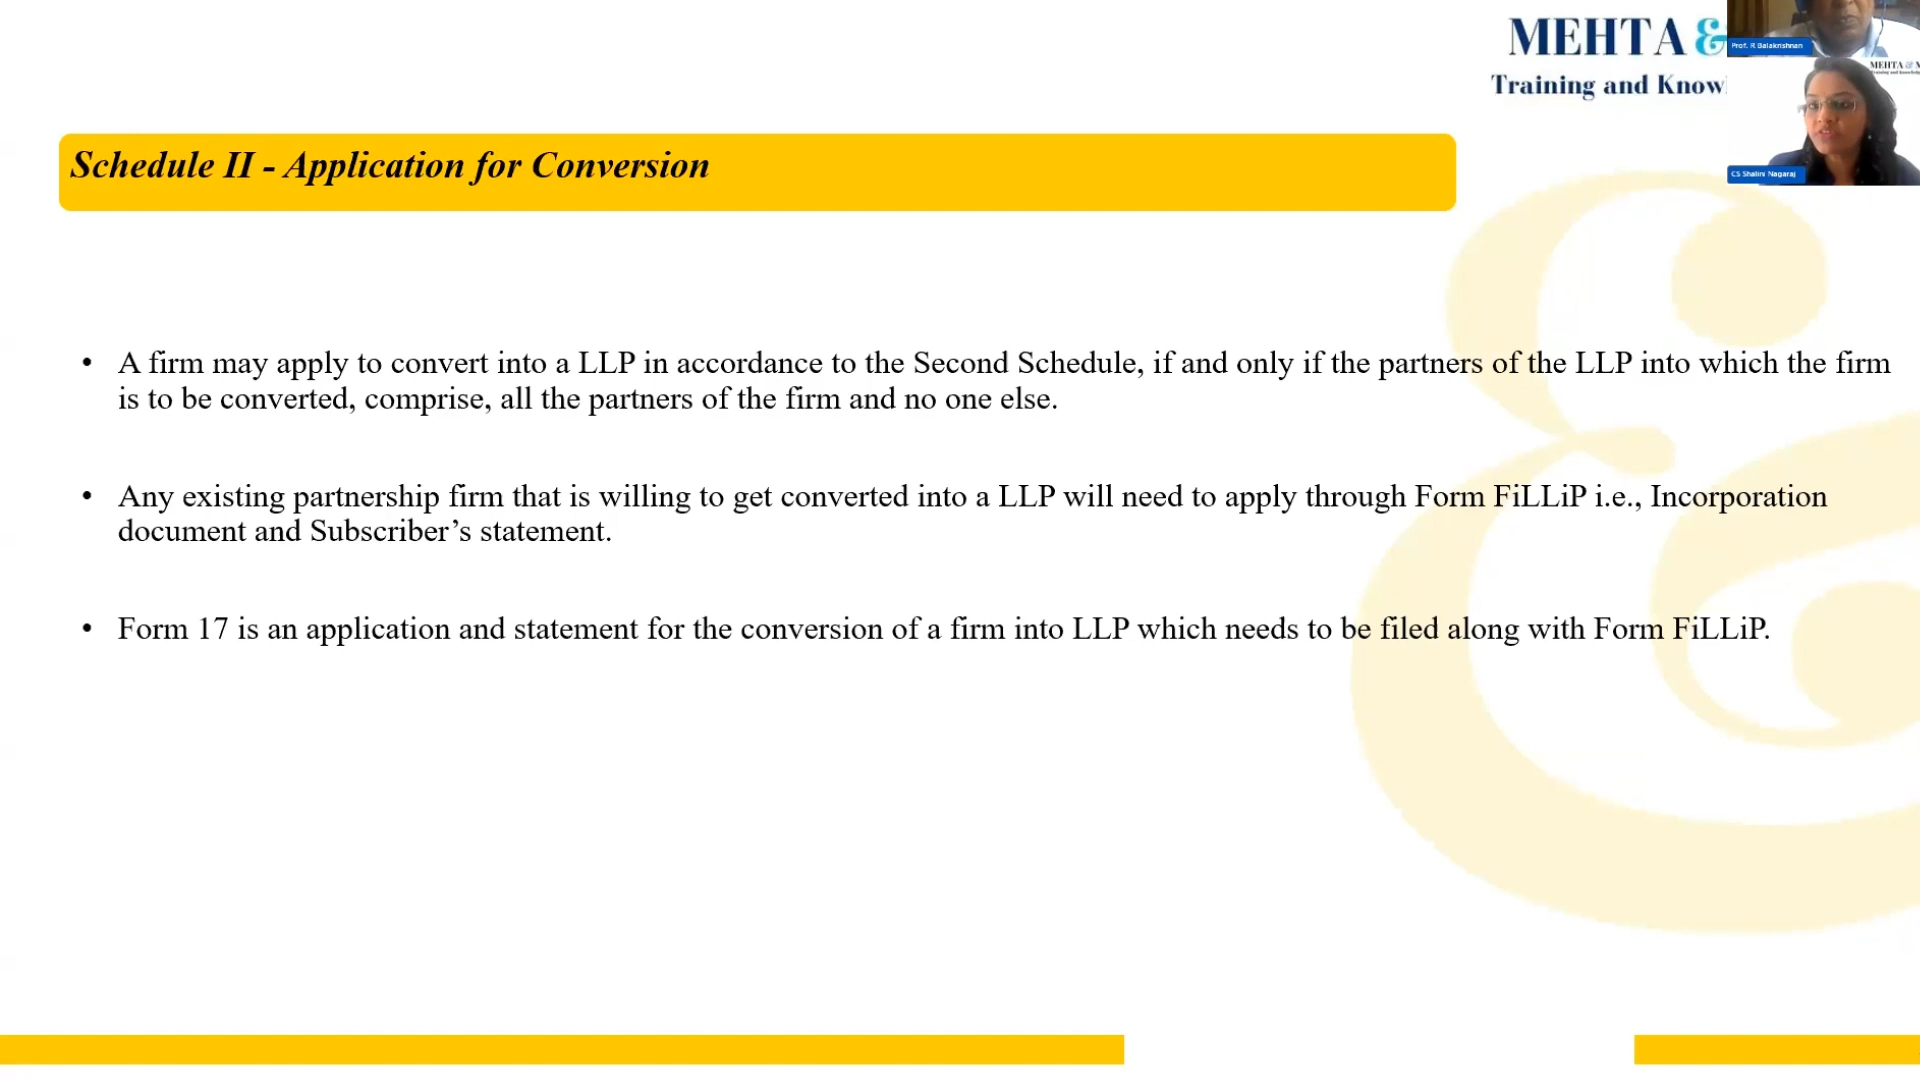 MEHTA &
Training and Know
Prof. R Balakrishnan
MEHTA & M
CS Shalini Nagaraj
Schedule II - Application for Conversion
• A firm may apply to convert into a LLP in accordance to the Second Schedule, if and only if the partners of the LLP into which the firm
is to be converted, comprise, all the partners of the firm and no one else.
• Any existing partnership firm that is willing to get converted into a LLP will need to apply through Form FiLLiP i.e., Incorporation
document and Subscriber’s statement.
• Form 17 is an application and statement for the conversion of a firm into LLP which needs to be filed along with Form FiLLiP.